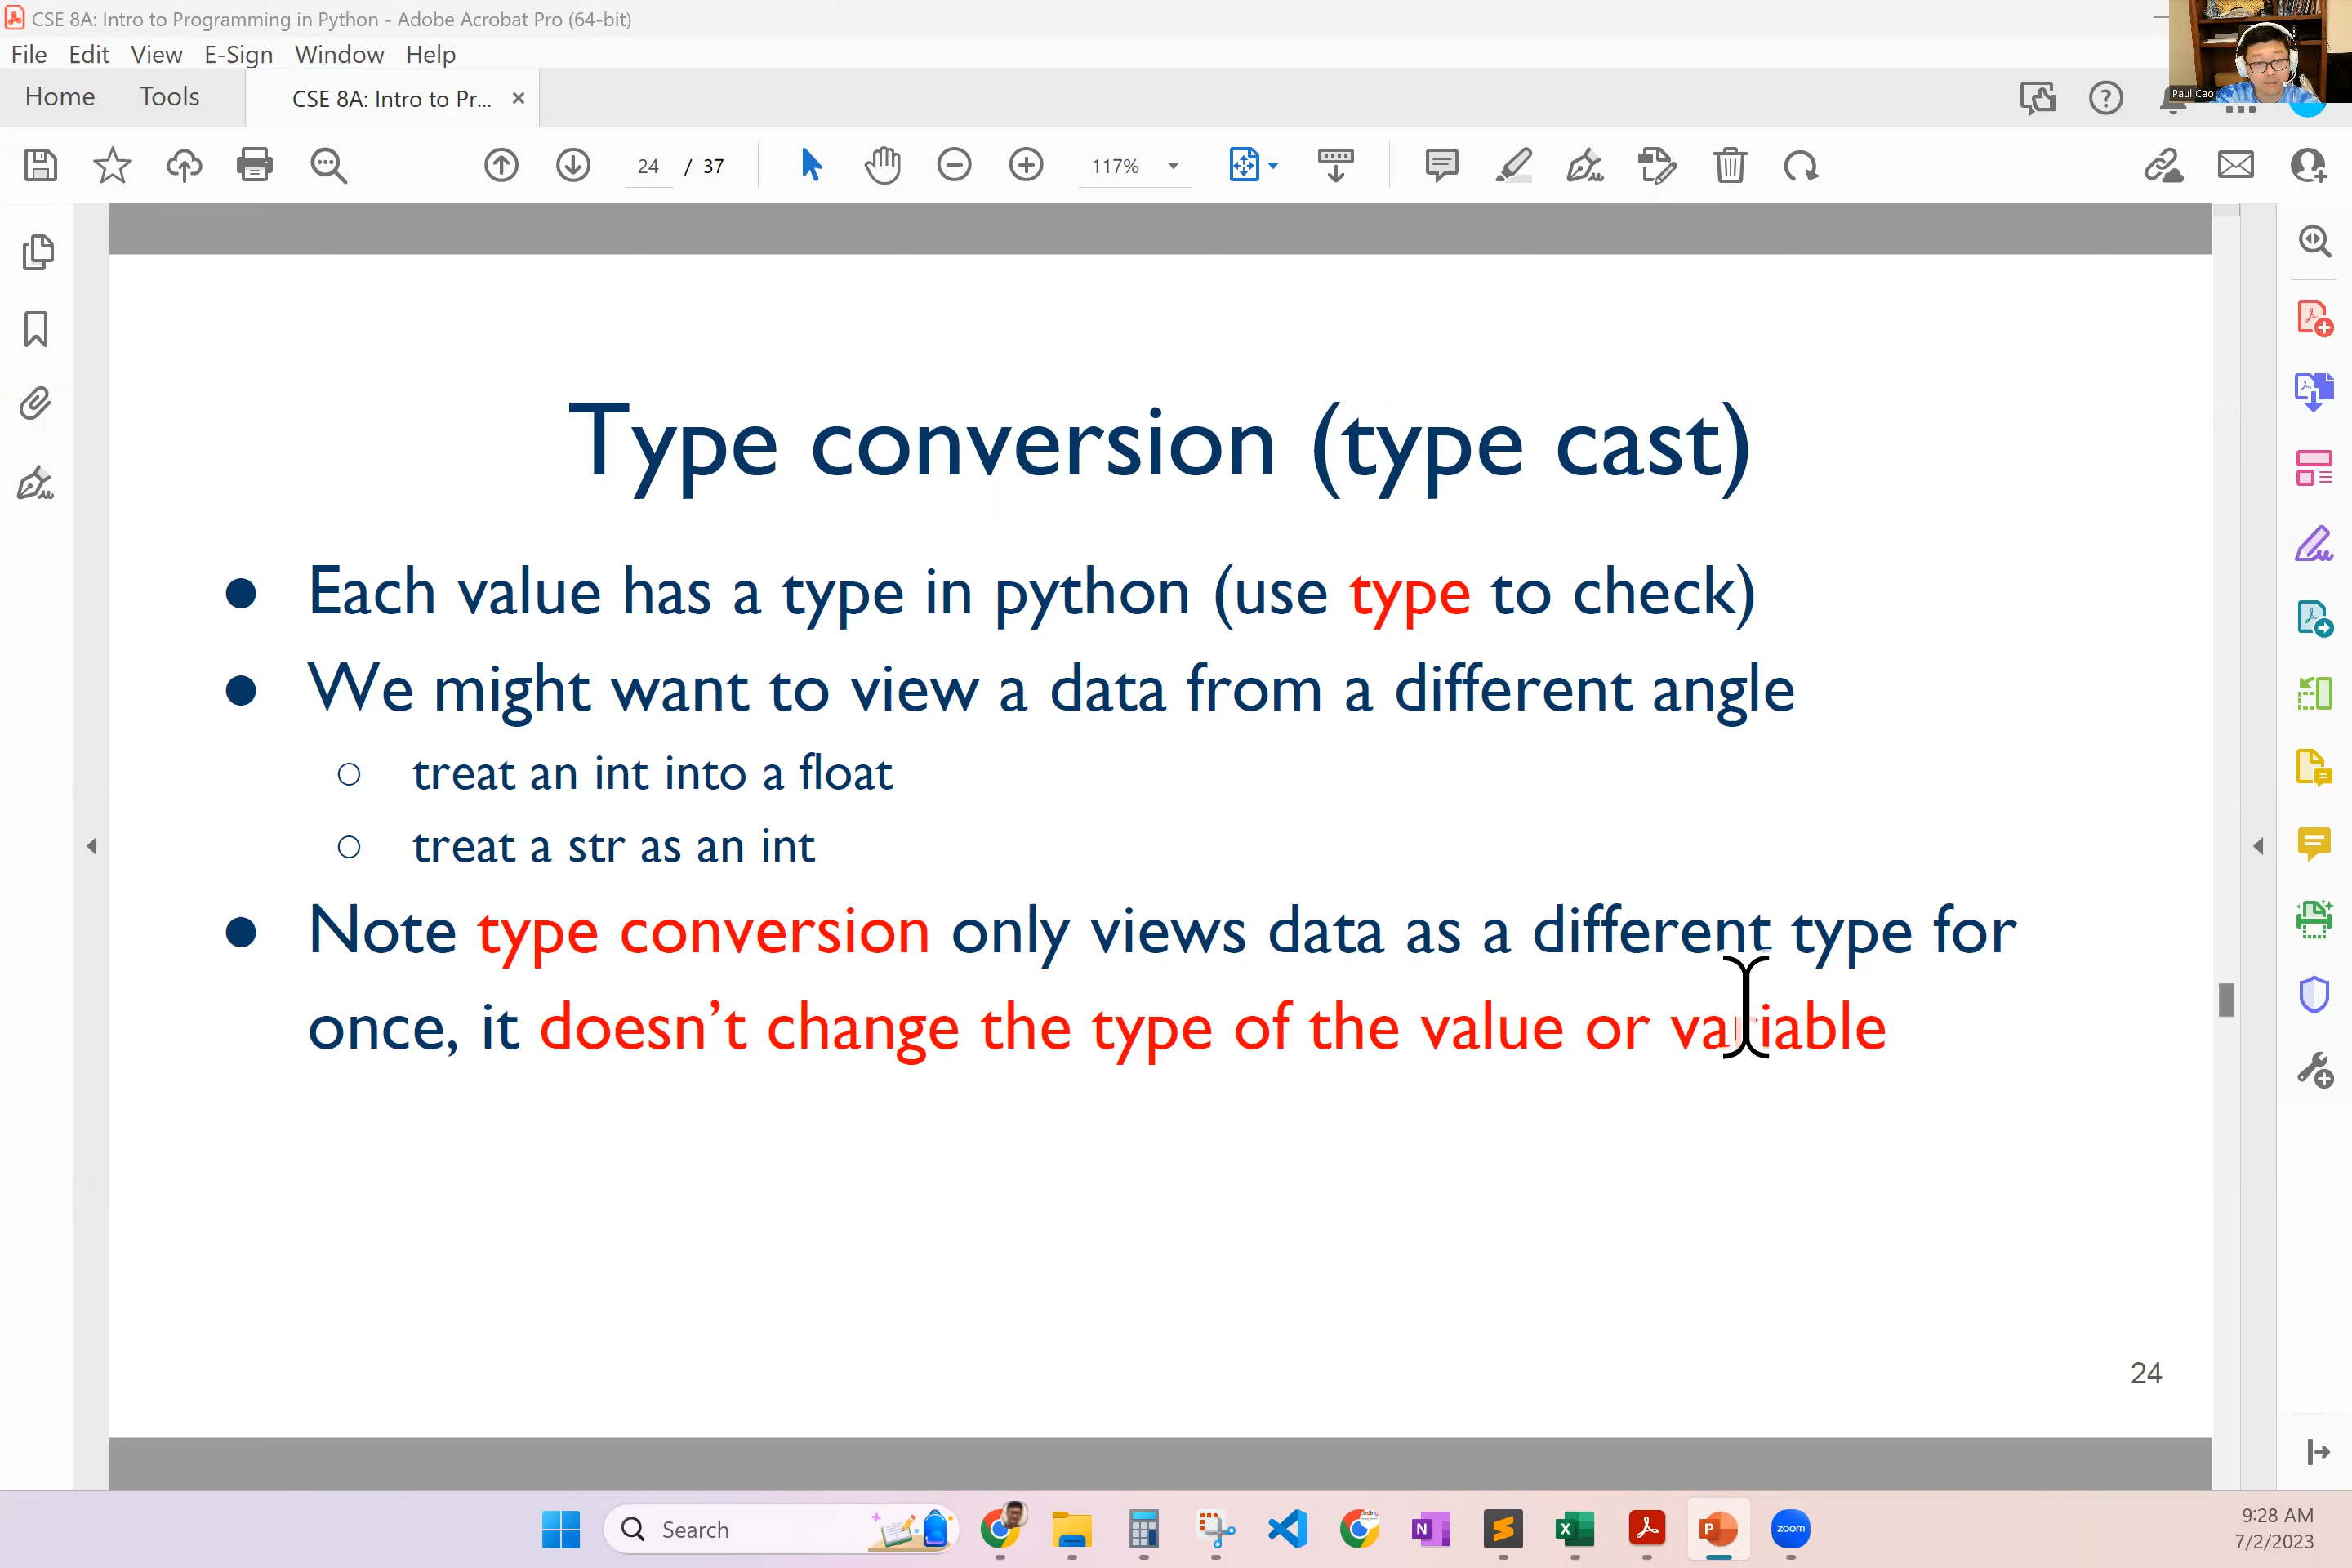 CSE 8A: Intro to Programming in Python - Adobe Acrobat Pro (64-bit)
File Edit View E-Sign Window Help
Home Tools CSE 8A: Intro to Pr... ×
Paul Cao
24 / 37 117%
Type conversion (type cast)
● Each value has a type in python (use type to check)
● We might want to view a data from a different angle
○ treat an int into a float
○ treat a str as an int
● Note type conversion only views data as a different type for
once, it doesn’t change the type of the value or variable
24
Search
zoom
9:28 AM
7/2/2023